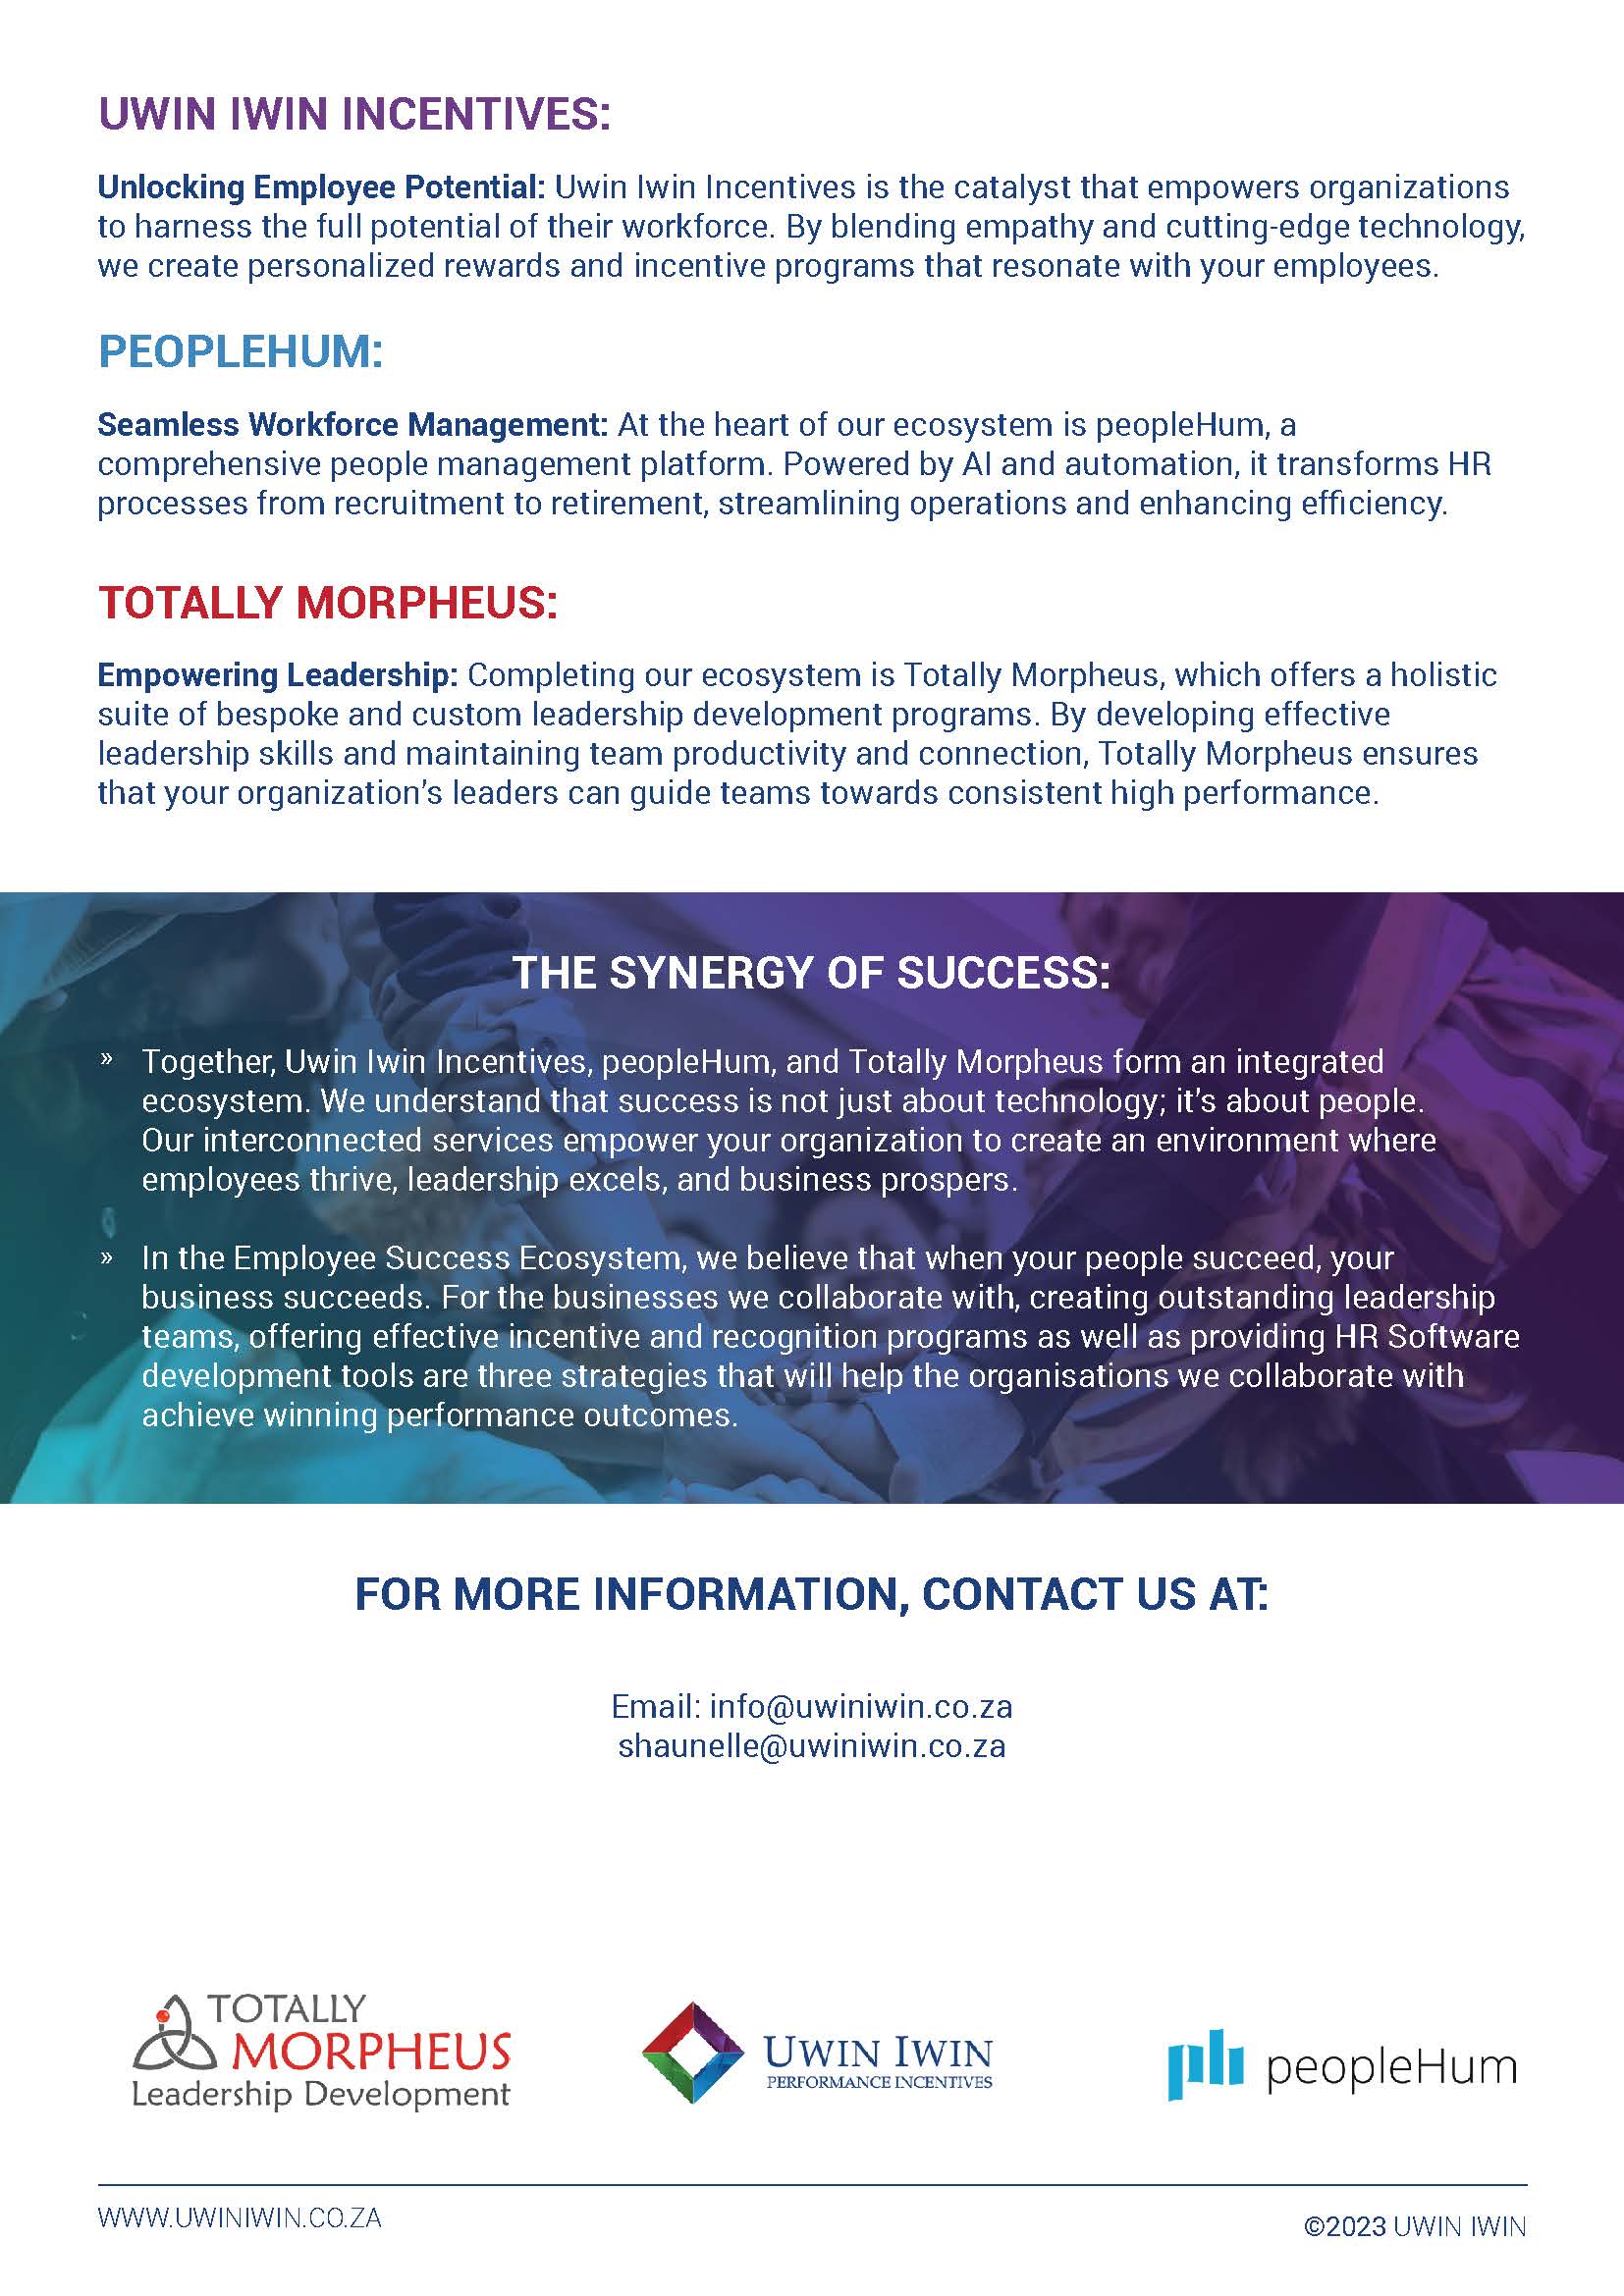 UWIN IWIN INCENTIVES:
Unlocking Employee Potential: Uwin Iwin Incentives is the catalyst that empowers organizations
to harness the full potential of their workforce. By blending empathy and cutting-edge technology,
we create personalized rewards and incentive programs that resonate with your employees.
PEOPLEHUM:
Seamless Workforce Management: At the heart of our ecosystem is peopleHum, a
comprehensive people management platform. Powered by AI and automation, it transforms HR
processes from recruitment to retirement, streamlining operations and enhancing efficiency.
TOTALLY MORPHEUS:
Empowering Leadership: Completing our ecosystem is Totally Morpheus, which offers a holistic
suite of bespoke and custom leadership development programs. By developing effective
leadership skills and maintaining team productivity and connection, Totally Morpheus ensures
that your organization’s leaders can guide teams towards consistent high performance.
THE SYNERGY OF SUCCESS:
» Together, Uwin Iwin Incentives, peopleHum, and Totally Morpheus form an integrated
ecosystem. We understand that success is not just about technology; it’s about people.
Our interconnected services empower your organization to create an environment where
employees thrive, leadership excels, and business prospers.
» In the Employee Success Ecosystem, we believe that when your people succeed, your
business succeeds. For the businesses we collaborate with, creating outstanding leadership
teams, offering effective incentive and recognition programs as well as providing HR Software
development tools are three strategies that will help the organisations we collaborate with
achieve winning performance outcomes.
FOR MORE INFORMATION, CONTACT US AT:
Email: info@uwiniwin.co.za
shaunelle@uwiniwin.co.za
TOTALLY
MORPHEUS
Leadership Development
UWIN IWIN
PERFORMANCE INCENTIVES
peopleHum
WWW.UWINIWIN.CO.ZA
©2023 UWIN IWIN